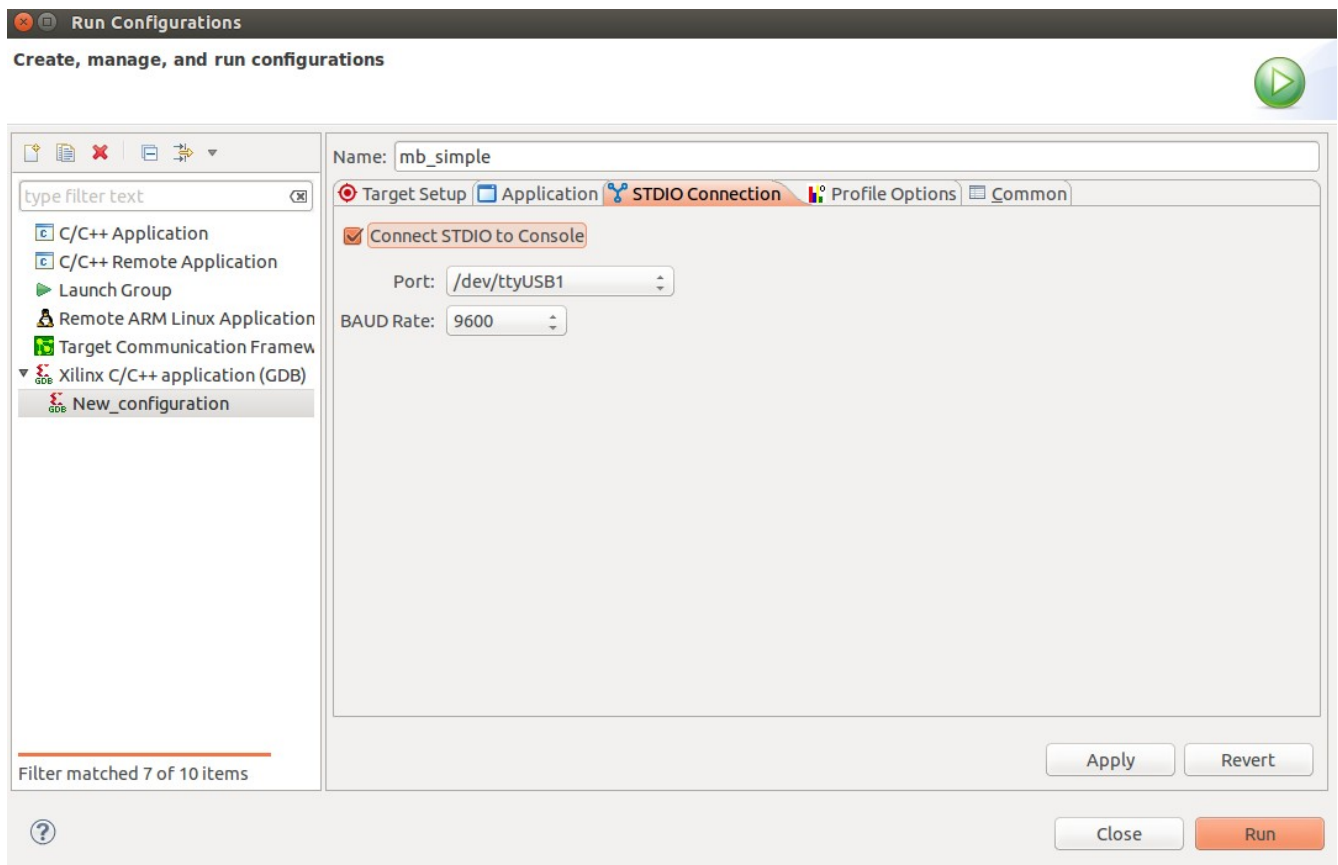 Run Configurations
Create, manage, and run configurations
type filter text
C/C++ Application
C/C++ Remote Application
Launch Group
Remote ARM Linux Application
Target Communication Framew
Xilinx C/C++ application (GDB)
New_configuration
Filter matched 7 of 10 items
Name: mb_simple
Target Setup Application STDIO Connection Profile Options Common
Connect STDIO to Console
Port: /dev/ttyUSB1
BAUD Rate: 9600
Apply Revert
Close Run